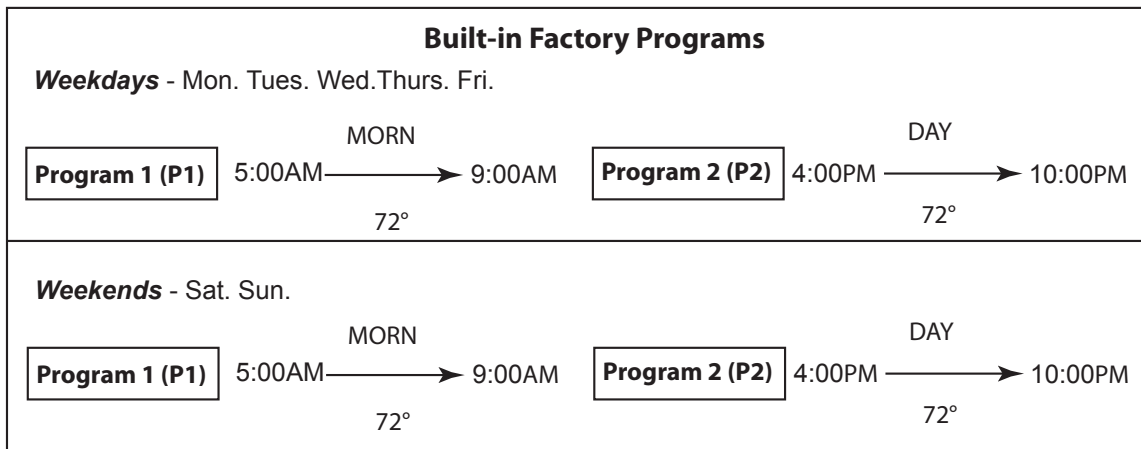 Built-in Factory Programs
Weekdays - Mon. Tues. Wed.Thurs. Fri.
MORN
DAY
Program 1 (P1) 5:00AM 9:00AM Program 2 (P2) 4:00PM 10:00PM
72°
72°
Weekends - Sat. Sun.
MORN
DAY
Program 1 (P1) 5:00AM 9:00AM Program 2 (P2) 4:00PM 10:00PM
72°
72°